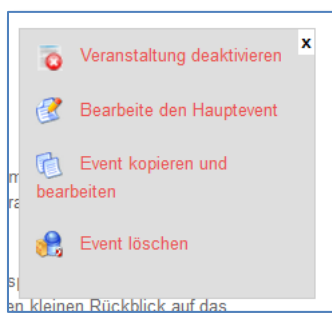 x
Veranstaltung deaktivieren
Bearbeite den Hauptevent
Event kopieren und
bearbeiten
Event löschen
en kleinen Rückblick auf das